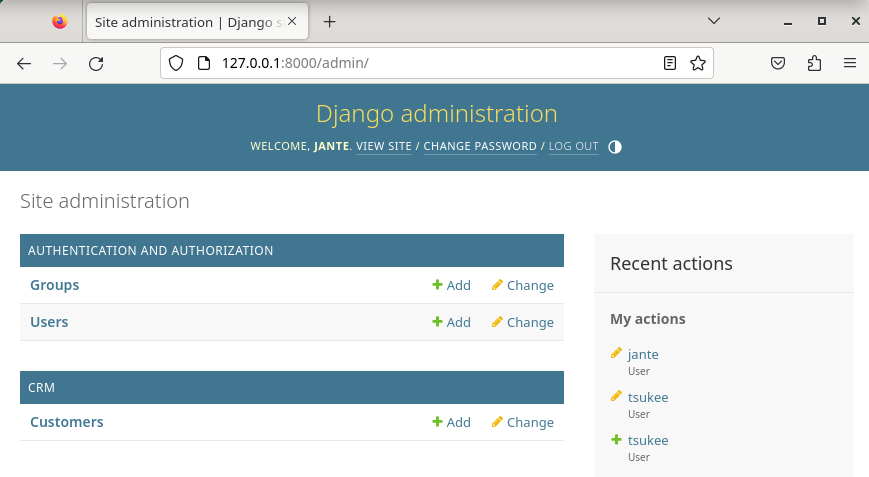 Site administration | Django s
127.0.0.1:8000/admin/
Django administration
WELCOME, JANTE. VIEW SITE / CHANGE PASSWORD / LOG OUT
Site administration
AUTHENTICATION AND AUTHORIZATION
Groups Add Change
Users Add Change
CRM
Customers Add Change
Recent actions
My actions
jante
User
tsukee
User
tsukee
User